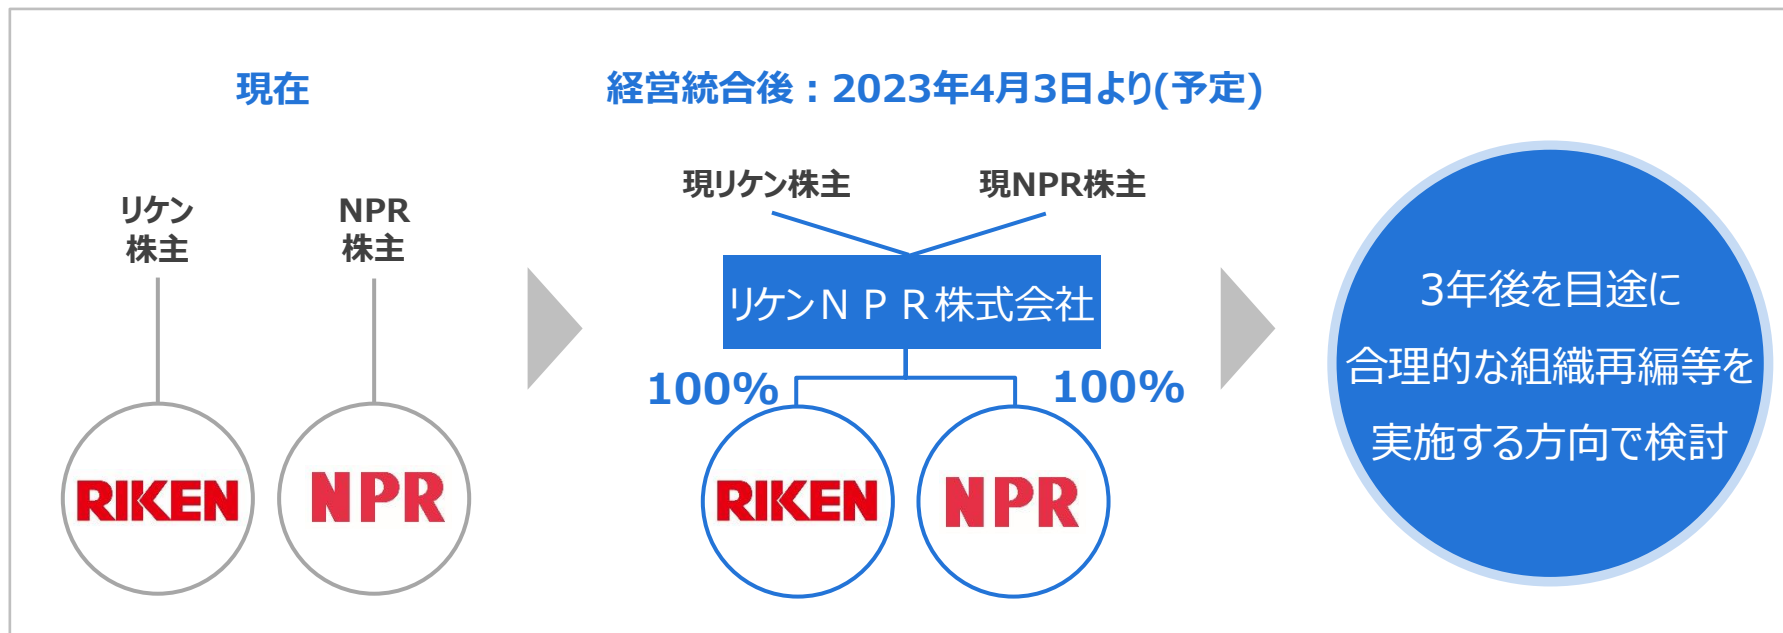 現在
リケン
株主
NPR
株主
RIKEN
NPR
経営統合後：2023年4月3日より(予定)
現リケン株主
現NPR株主
リケンＮＰＲ株式会社
100%
100%
RIKEN
NPR
3年後を目途に
合理的な組織再編等を
実施する方向で検討